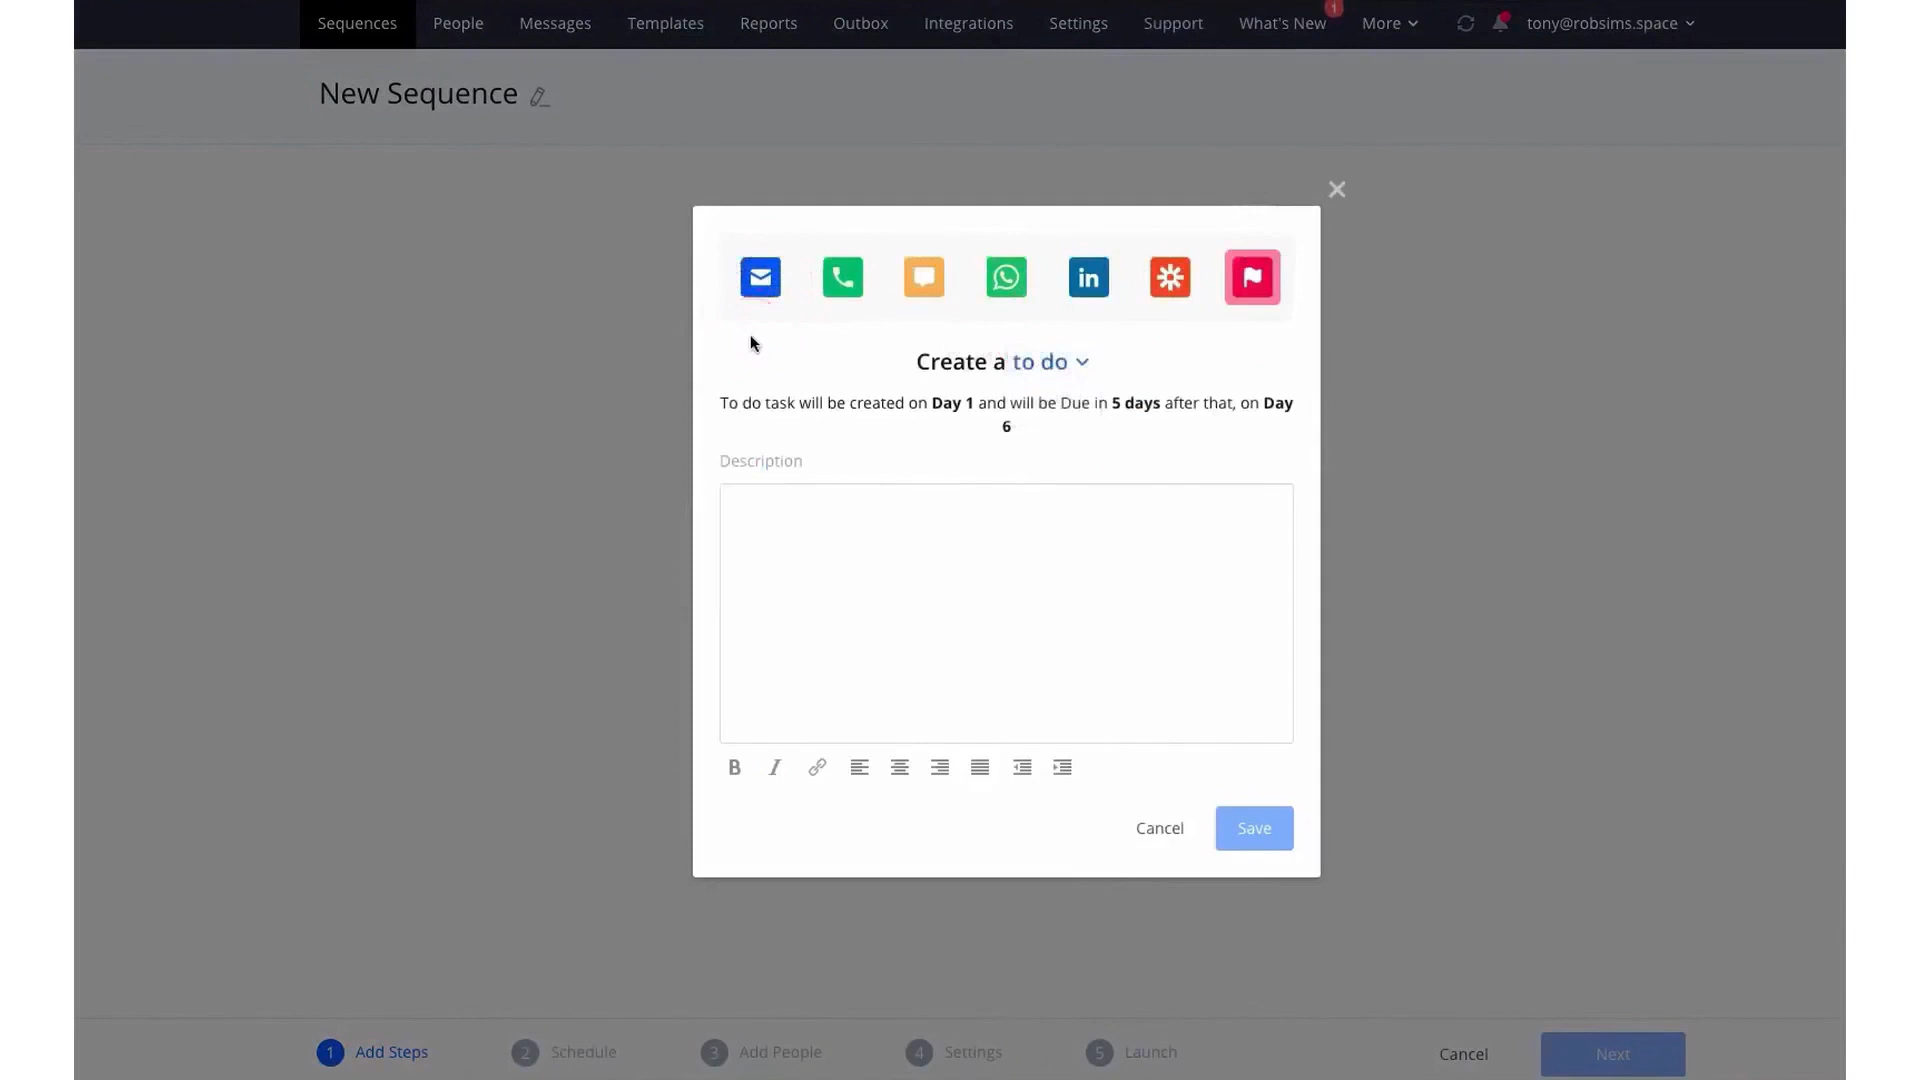 Sequences People Messages Templates Reports Outbox Integrations Settings Support What's New 1 More tony@robsims.space
New Sequence
in
Create a to do
To do task will be created on Day 1 and will be Due in 5 days after that, on Day
6
Description
B I
Cancel Save
1 Add Steps 2 Schedule 3 Add People 4 Settings 5 Launch Cancel Next